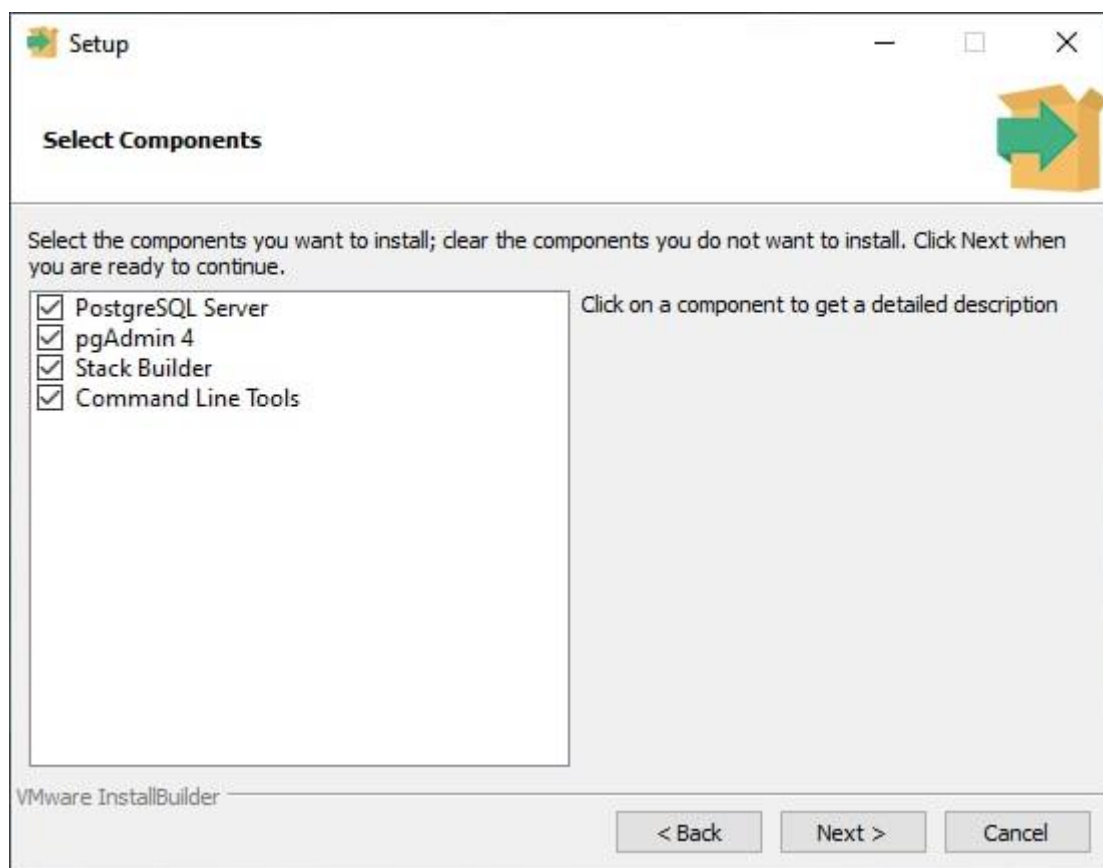 Setup
Select Components
Select the components you want to install; clear the components you do not want to install. Click Next when
you are ready to continue.
PostgreSQL Server
pgAdmin 4
Stack Builder
Command Line Tools
Click on a component to get a detailed description
VMware InstallBuilder
< Back
Next >
Cancel